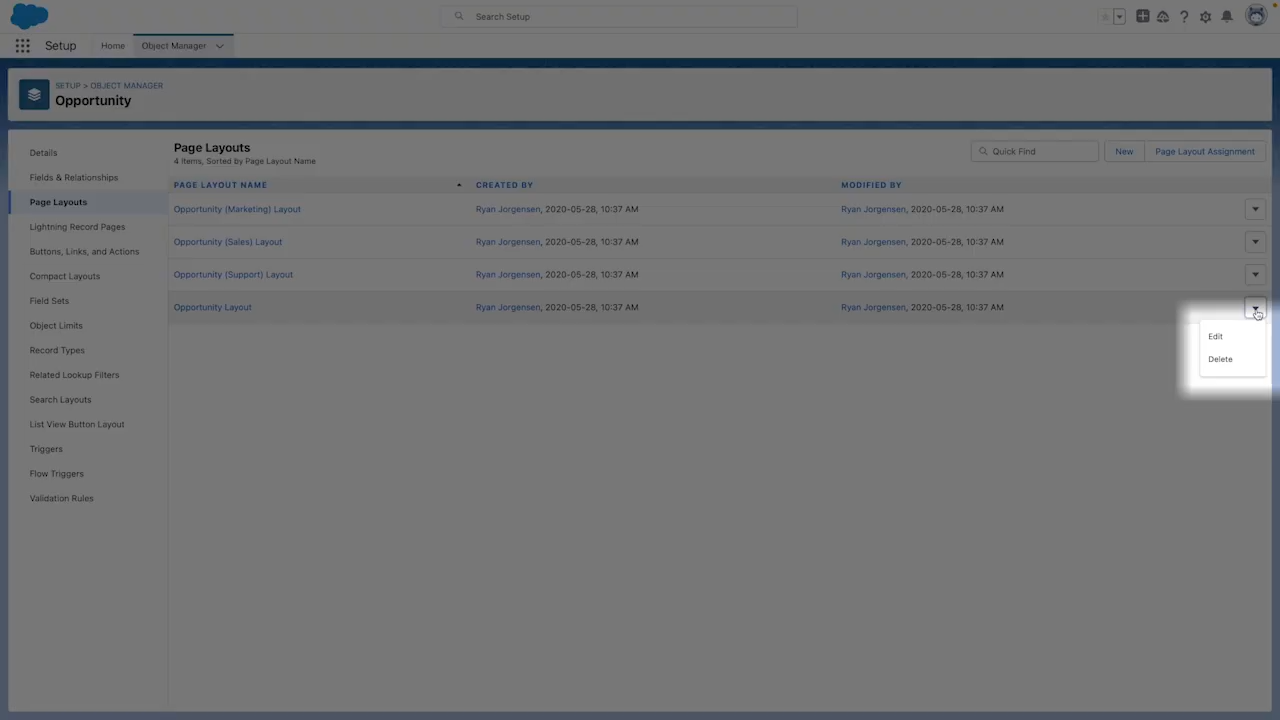 Search Setup
Setup
Home
Object Manager
SETUP > OBJECT MANAGER
Opportunity
Details
Fields & Relationships
Page Layouts
Lightning Record Pages
Buttons, Links, and Actions
Compact Layouts
Field Sets
Object Limits
Record Types
Related Lookup Filters
Search Layouts
List View Button Layout
Triggers
Flow Triggers
Validation Rules
Page Layouts
4 Items, Sorted by Page Layout Name
Quick Find
New
Page Layout Assignment
PAGE LAYOUT NAME CREATED BY MODIFIED BY
Opportunity (Marketing) Layout Ryan Jorgensen, 2020-05-28, 10:37 AM Ryan Jorgensen, 2020-05-28, 10:37 AM
Opportunity (Sales) Layout Ryan Jorgensen, 2020-05-28, 10:37 AM Ryan Jorgensen, 2020-05-28, 10:37 AM
Opportunity (Support) Layout Ryan Jorgensen, 2020-05-28, 10:37 AM Ryan Jorgensen, 2020-05-28, 10:37 AM
Opportunity Layout Ryan Jorgensen, 2020-05-28, 10:37 AM Ryan Jorgensen, 2020-05-28, 10:37 AM
Edit
Delete